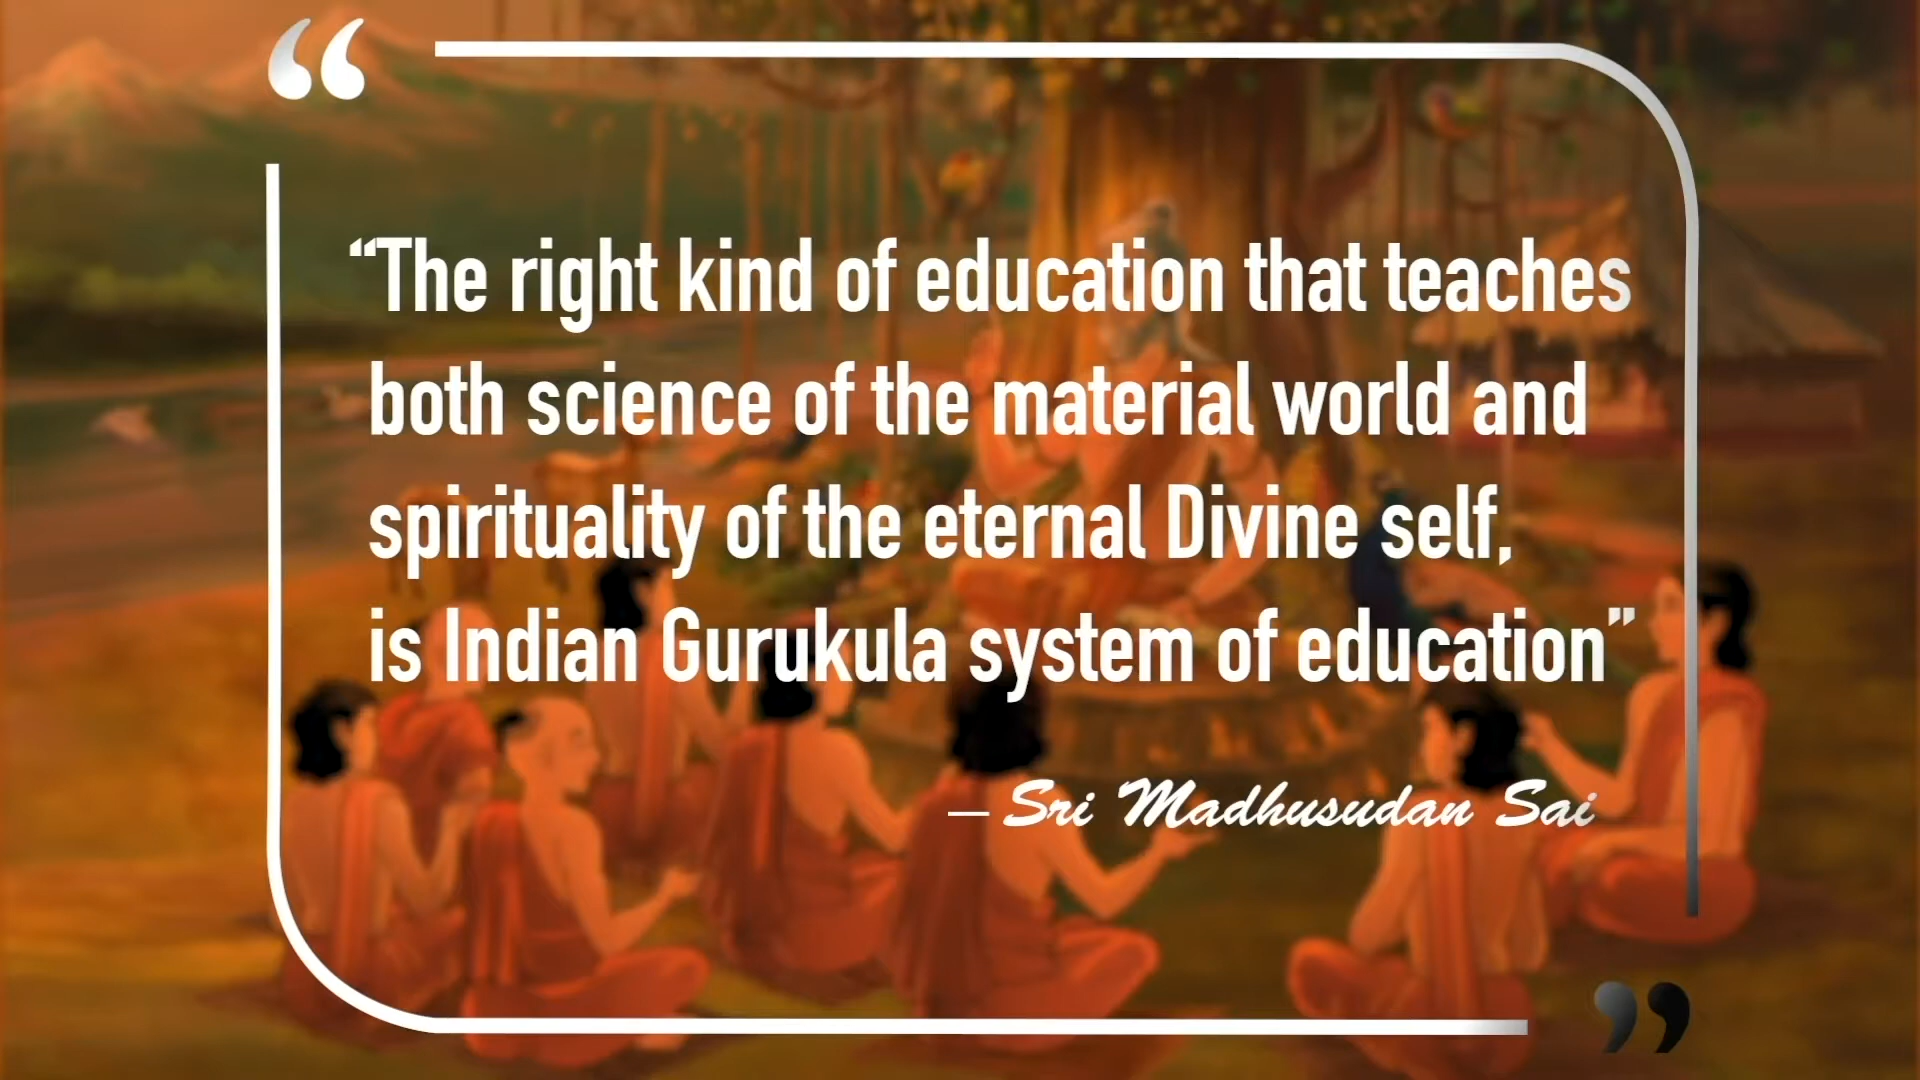 “The right kind of education that teaches
both science of the material world and
spirituality of the eternal Divine self,
is Indian Gurukula system of education”
— Sri Madhusudan Sai